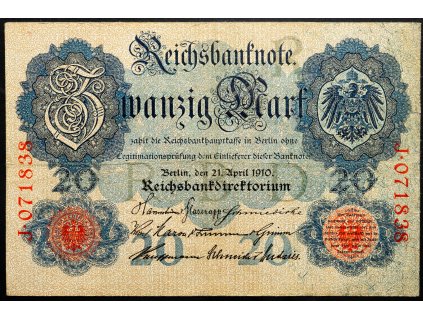 Reichsbanknote.
Zwanzig Mark
zahlt die Reichsbankhauptkasse in Berlin ohne
Legitimationsprüfung dem Einlieferer dieser Banknote
Berlin, den 21. April 1910.
Reichsbankdirektorium
20
20
J·071838
J·071838
20
20